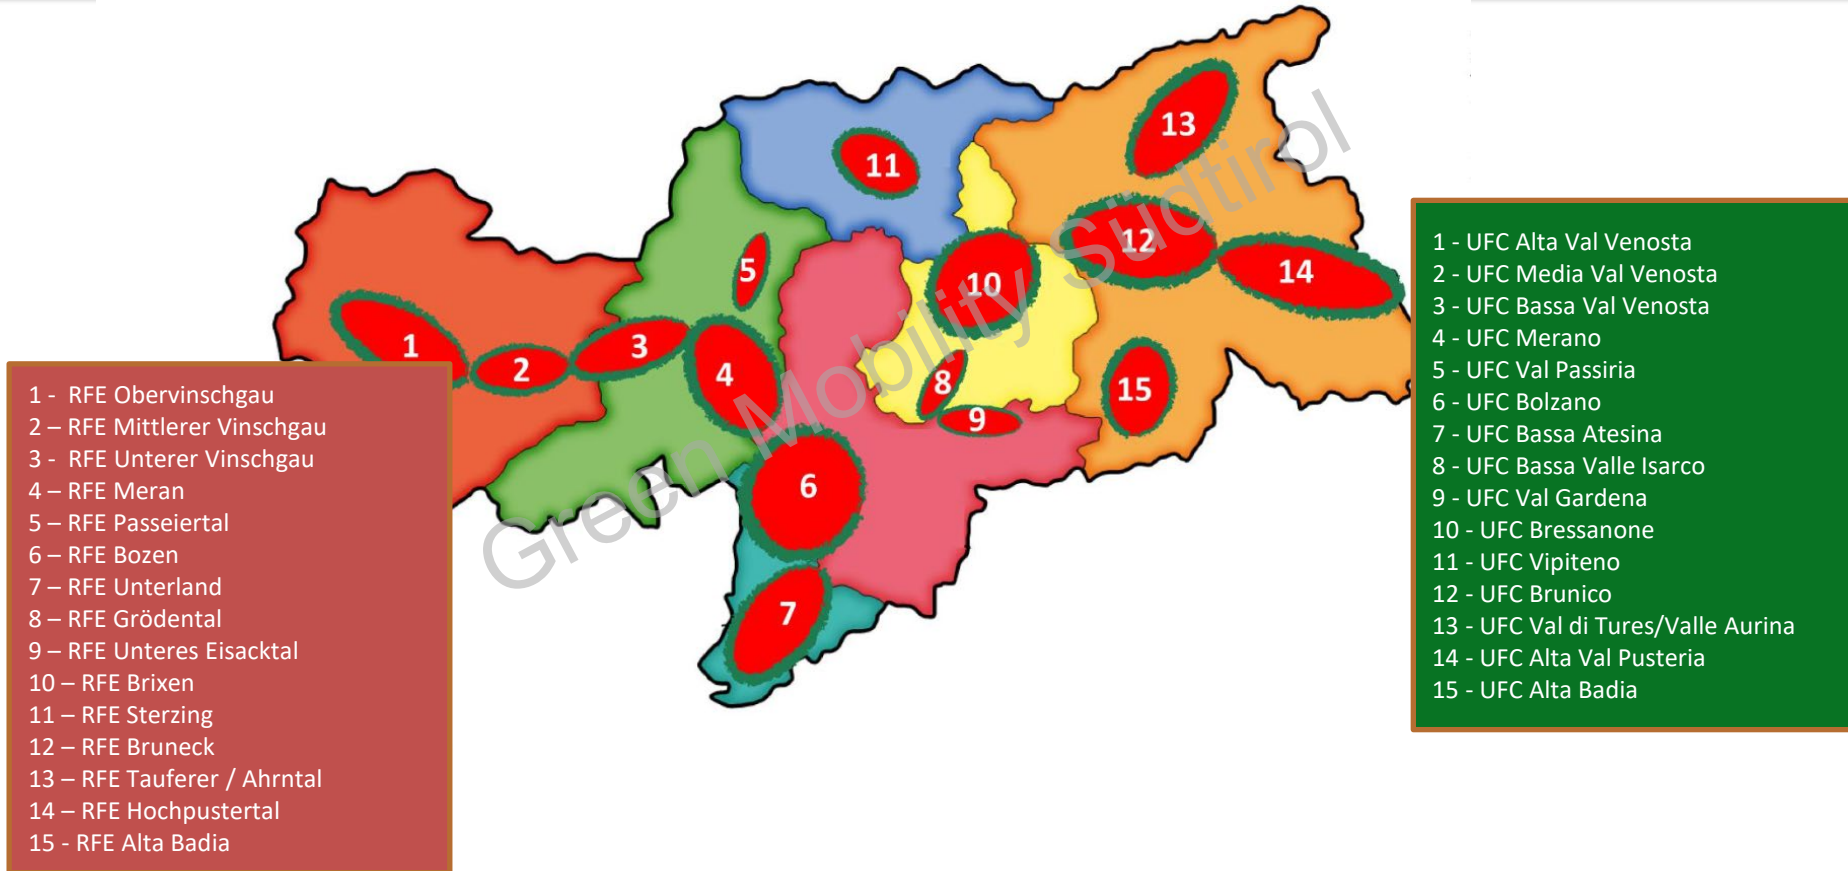 11
13
12
5
10
14
1
3
2
4
8
15
9
6
7
Green Mobility Südtirol
1 -  RFE Obervinschgau
2 – RFE Mittlerer Vinschgau
3 -  RFE Unterer Vinschgau
4 – RFE Meran
5 – RFE Passeiertal
6 – RFE Bozen
7 – RFE Unterland
8 – RFE Grödental
9 – RFE Unteres Eisacktal
10 – RFE Brixen
11 – RFE Sterzing
12 – RFE Bruneck
13 – RFE Tauferer / Ahrntal
14 – RFE Hochpustertal
15 - RFE Alta Badia
1 - UFC Alta Val Venosta
2 - UFC Media Val Venosta
3 - UFC Bassa Val Venosta
4 - UFC Merano
5 - UFC Val Passiria
6 - UFC Bolzano
7 - UFC Bassa Atesina
8 - UFC Bassa Valle Isarco
9 - UFC Val Gardena
10 - UFC Bressanone
11 - UFC Vipiteno
12 - UFC Brunico
13 - UFC Val di Tures/Valle Aurina
14 - UFC Alta Val Pusteria
15 - UFC Alta Badia